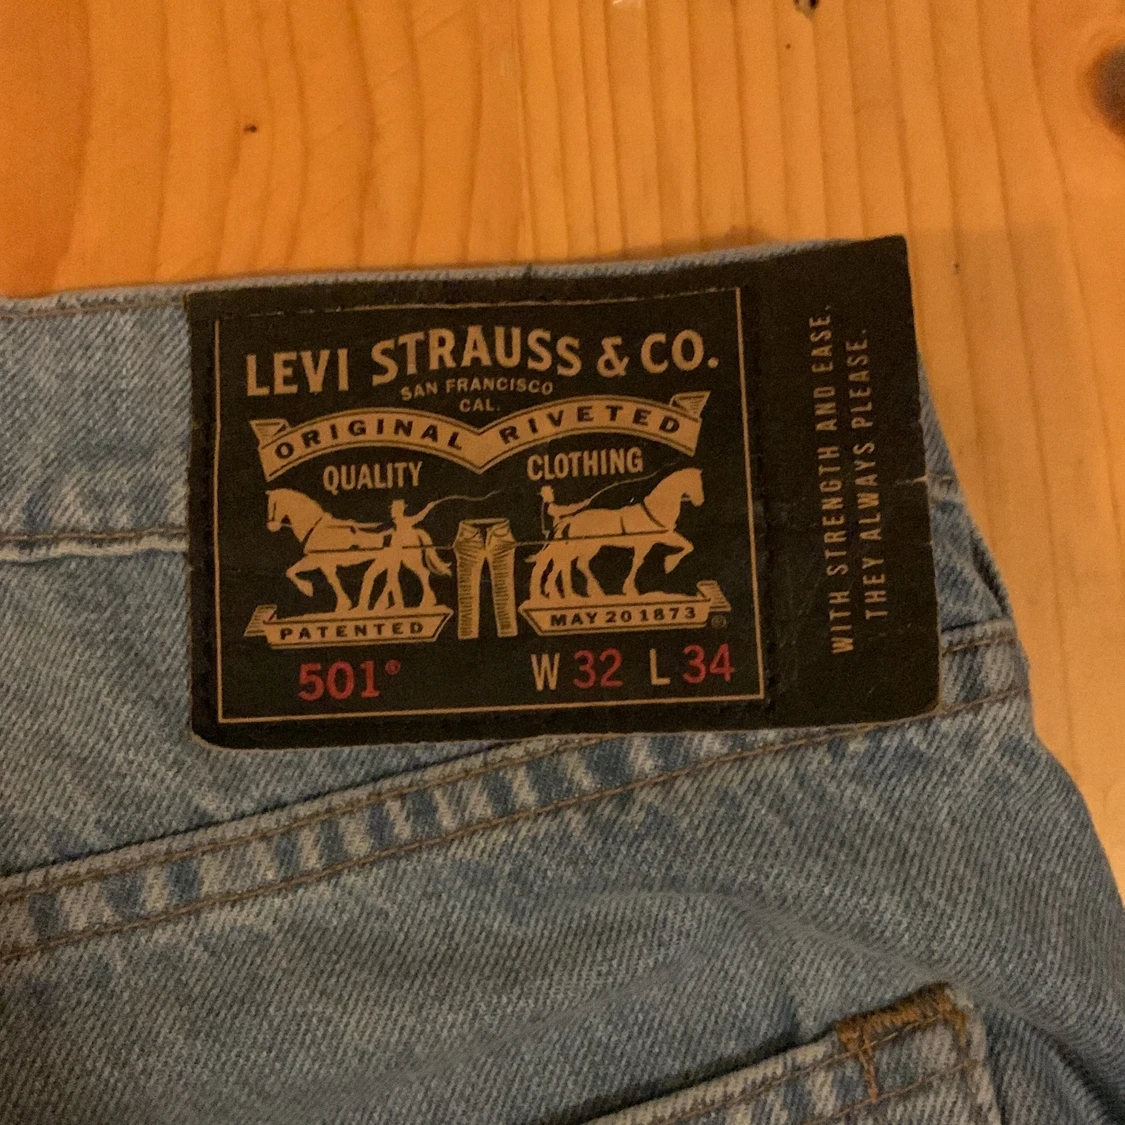 LEVI STRAUSS & CO.
SAN FRANCISCO
CAL.
ORIGINAL RIVETED
QUALITY CLOTHING
PATENTED MAY 20 1873 ®
501® W 32 L 34
WITH STRENGTH AND EASE,
THEY ALWAYS PLEASE.